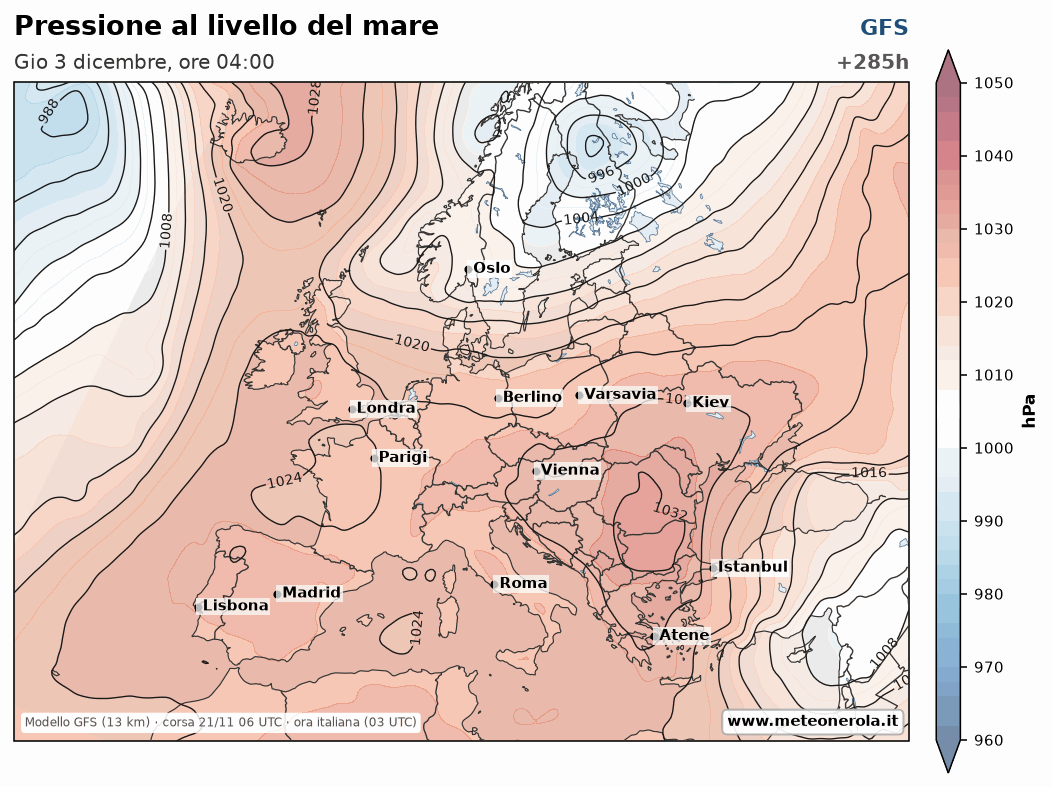 Pressione al livello del mare
GFS
Gio 3 dicembre, ore 04:00
+285h
988
1028
1020
1008
996
1000
1004
Oslo
1020
Berlino
Varsavia
Kiev
Londra
Parigi
Vienna
1024
1016
1032
Istanbul
Roma
Madrid
Lisbona
1024
Atene
1008
Modello GFS (13 km) · corsa 21/11 06 UTC · ora italiana (03 UTC)
www.meteonerola.it
1050
1040
1030
1020
1010
1000
990
980
970
960
hPa